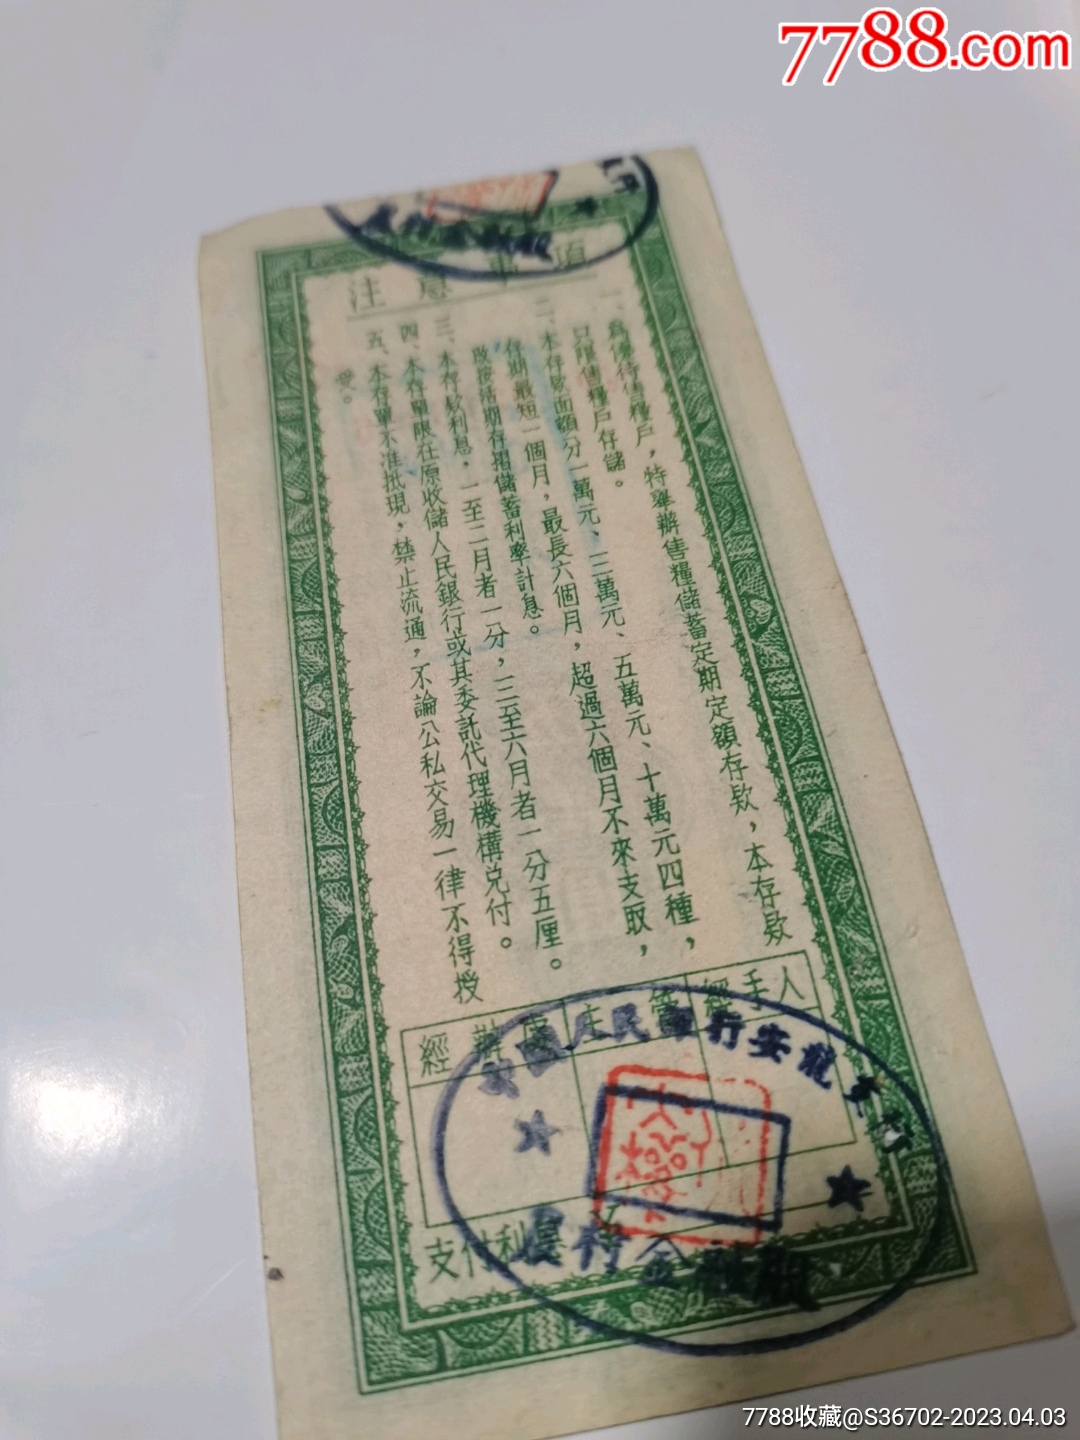 7788.com
注意事項
一、為優待售糧戶，特舉辦售糧儲蓄定期定額存款，本存款
只限售糧戶存儲。
二、本存款面額分一萬元、二萬元、五萬元、十萬元四種，
存期最短一個月，最長六個月，超過六個月不來支取，
改按活期存摺儲蓄利率計息。
三、本存款利息，一至二月者一分，三至六月者一分五厘。
四、本存單限在原收儲人民銀行或其委託代理機構兌付。
五、本存單不准抵現，禁止流通，不論公私交易一律不得授
受。
經手人
經辦
支付利
國人民銀行安龍
7788收藏@S36702-2023.04.03